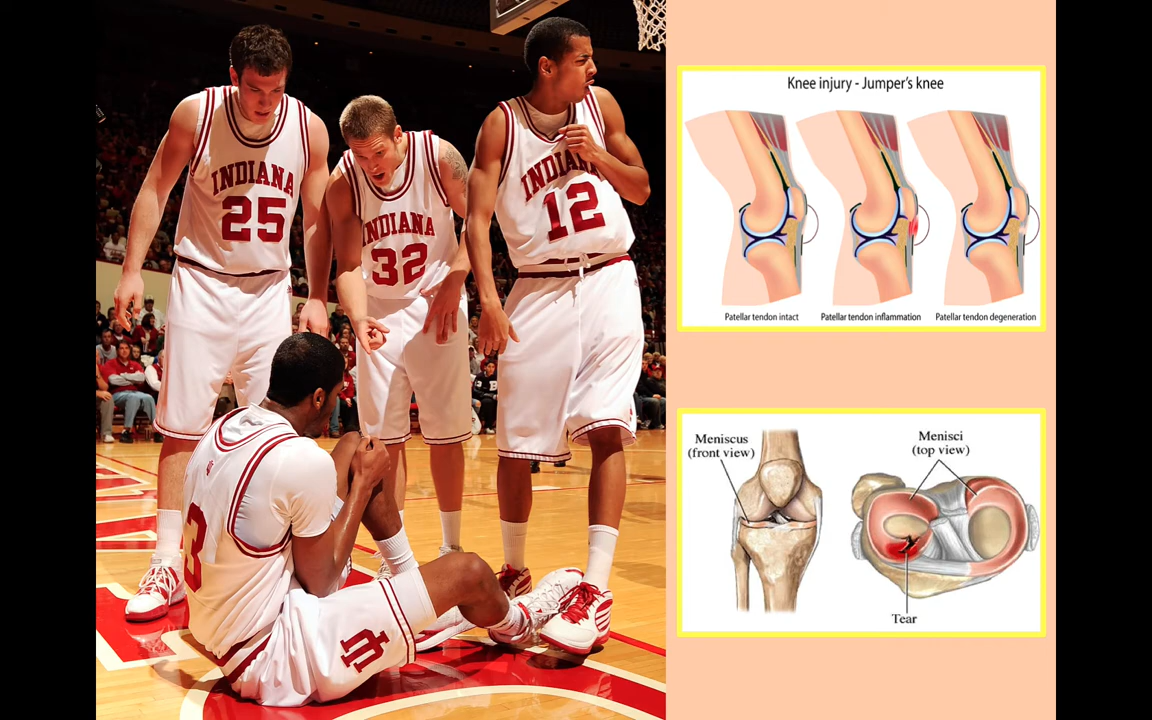 INDIANA
25
INDIANA
32
INDIANA
12
3
IU
Knee injury - Jumper's knee
Patellar tendon intact
Patellar tendon inflammation
Patellar tendon degeneration
Meniscus
(front view)
Menisci
(top view)
Tear